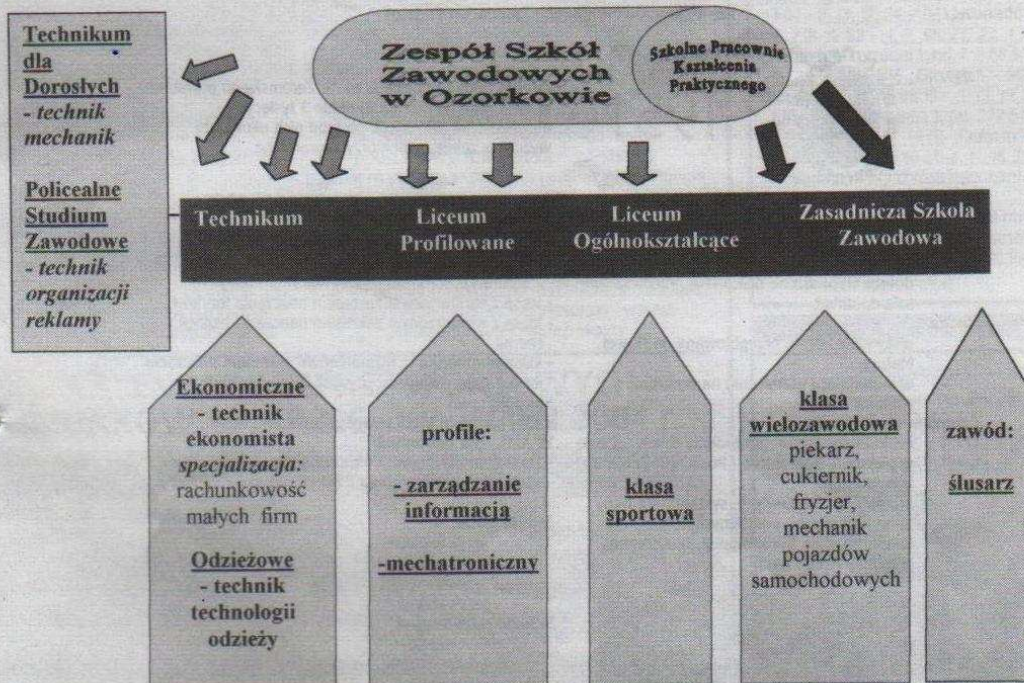 Technikum
dla
Dorosłych
- technik
mechanik
Policealne
Studium
Zawodowe
- technik
organizacji
reklamy
Zespół Szkół
Zawodowych
w Ozorkowie
Szkolne Pracownie
Kształcenia
Praktycznego
Technikum
Liceum
Profilowane
Liceum
Ogólnokształcące
Zasadnicza Szkoła
Zawodowa
Ekonomiczne
- technik
ekonomista
specjalizacja:
rachunkowość
małych firm
Odzieżowe
- technik
technologii
odzieży
profile:
- zarządzanie
informacją
-mechatroniczny
klasa
sportowa
klasa
wielozawodowa
piekarz,
cukiernik,
fryzjer,
mechanik
pojazdów
samochodowych
zawód:
ślusarz